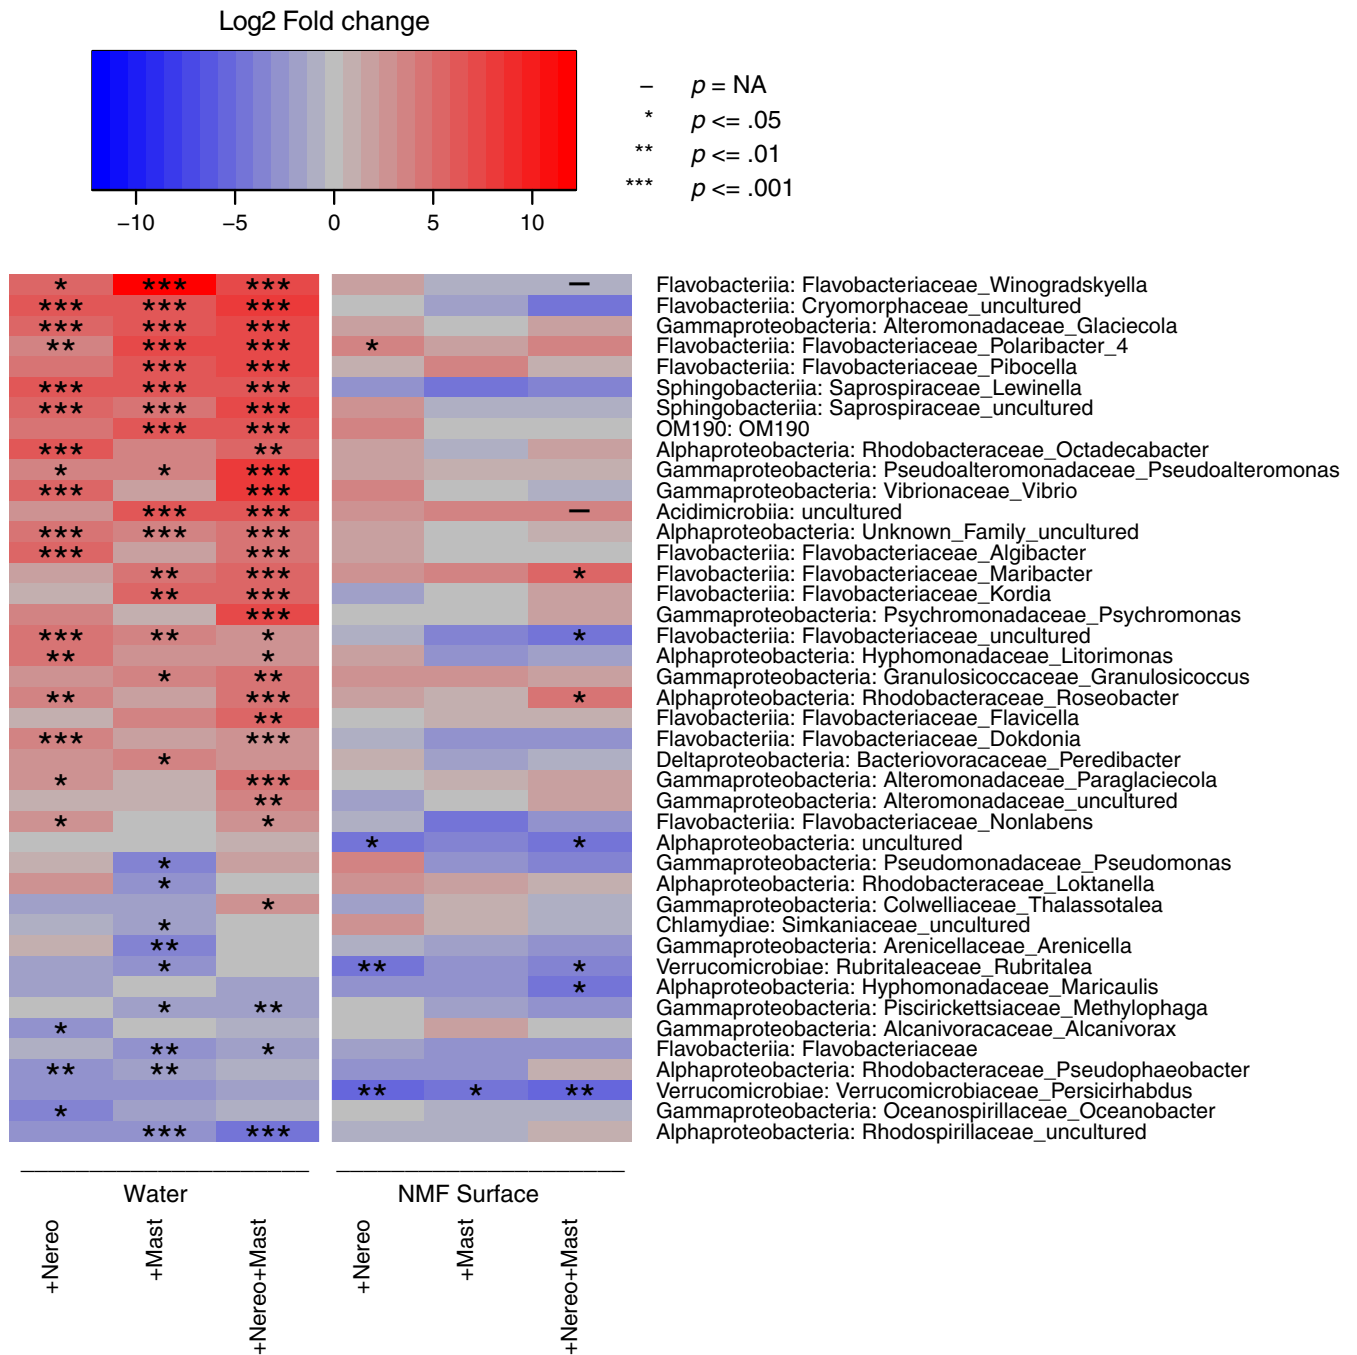 Log2 Fold change
−10 −5 0 5 10
– p = NA
* p <= .05
** p <= .01
*** p <= .001
* *** *** – Flavobacteriia: Flavobacteriaceae_Winogradskyella
*** *** *** Flavobacteriia: Cryomorphaceae_uncultured
*** *** *** Gammaproteobacteria: Alteromonadaceae_Glaciecola
** *** *** * Flavobacteriia: Flavobacteriaceae_Polaribacter_4
*** *** Flavobacteriia: Flavobacteriaceae_Pibocella
*** *** *** Sphingobacteriia: Saprospiraceae_Lewinella
*** *** *** Sphingobacteriia: Saprospiraceae_uncultured
*** *** OM190: OM190
*** ** Alphaproteobacteria: Rhodobacteraceae_Octadecabacter
* * *** Gammaproteobacteria: Pseudoalteromonadaceae_Pseudoalteromonas
*** *** Gammaproteobacteria: Vibrionaceae_Vibrio
*** *** – Acidimicrobiia: uncultured
*** *** *** Alphaproteobacteria: Unknown_Family_uncultured
*** *** Flavobacteriia: Flavobacteriaceae_Algibacter
** *** * Flavobacteriia: Flavobacteriaceae_Maribacter
** *** Flavobacteriia: Flavobacteriaceae_Kordia
*** Gammaproteobacteria: Psychromonadaceae_Psychromonas
*** ** * * Flavobacteriia: Flavobacteriaceae_uncultured
** * Alphaproteobacteria: Hyphomonadaceae_Litorimonas
* ** Gammaproteobacteria: Granulosicoccaceae_Granulosicoccus
** *** * Alphaproteobacteria: Rhodobacteraceae_Roseobacter
** Flavobacteriia: Flavobacteriaceae_Flavicella
*** *** Flavobacteriia: Flavobacteriaceae_Dokdonia
* Deltaproteobacteria: Bacteriovoracaceae_Peredibacter
* *** Gammaproteobacteria: Alteromonadaceae_Paraglaciecola
** Gammaproteobacteria: Alteromonadaceae_uncultured
* * Flavobacteriia: Flavobacteriaceae_Nonlabens
* * Alphaproteobacteria: uncultured
* Gammaproteobacteria: Pseudomonadaceae_Pseudomonas
* Alphaproteobacteria: Rhodobacteraceae_Loktanella
* Gammaproteobacteria: Colwelliaceae_Thalassotalea
* Chlamydiae: Simkaniaceae_uncultured
** Gammaproteobacteria: Arenicellaceae_Arenicella
* ** * Verrucomicrobiae: Rubritaleaceae_Rubritalea
* Alphaproteobacteria: Hyphomonadaceae_Maricaulis
* ** Gammaproteobacteria: Piscirickettsiaceae_Methylophaga
* Gammaproteobacteria: Alcanivoracaceae_Alcanivorax
** * Flavobacteriia: Flavobacteriaceae
** ** Alphaproteobacteria: Rhodobacteraceae_Pseudophaeobacter
** * ** Verrucomicrobiae: Verrucomicrobiaceae_Persicirhabdus
* Gammaproteobacteria: Oceanospirillaceae_Oceanobacter
*** *** Alphaproteobacteria: Rhodospirillaceae_uncultured
Water NMF Surface
+Nereo +Mast +Nereo+Mast +Nereo +Mast +Nereo+Mast